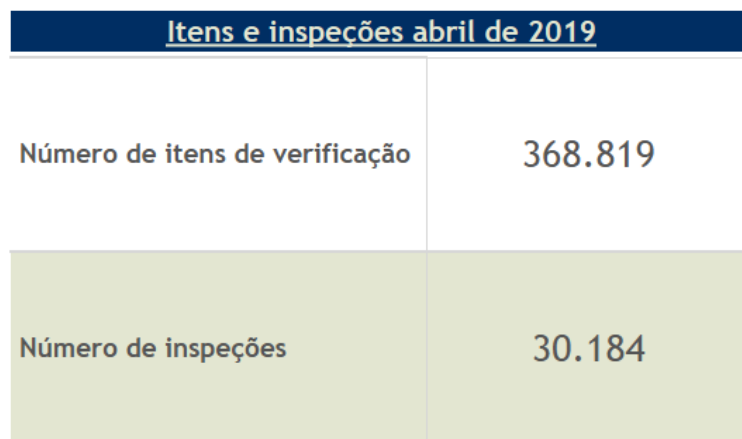 Itens e inspeções abril de 2019
Número de itens de verificação 368.819
Número de inspeções 30.184